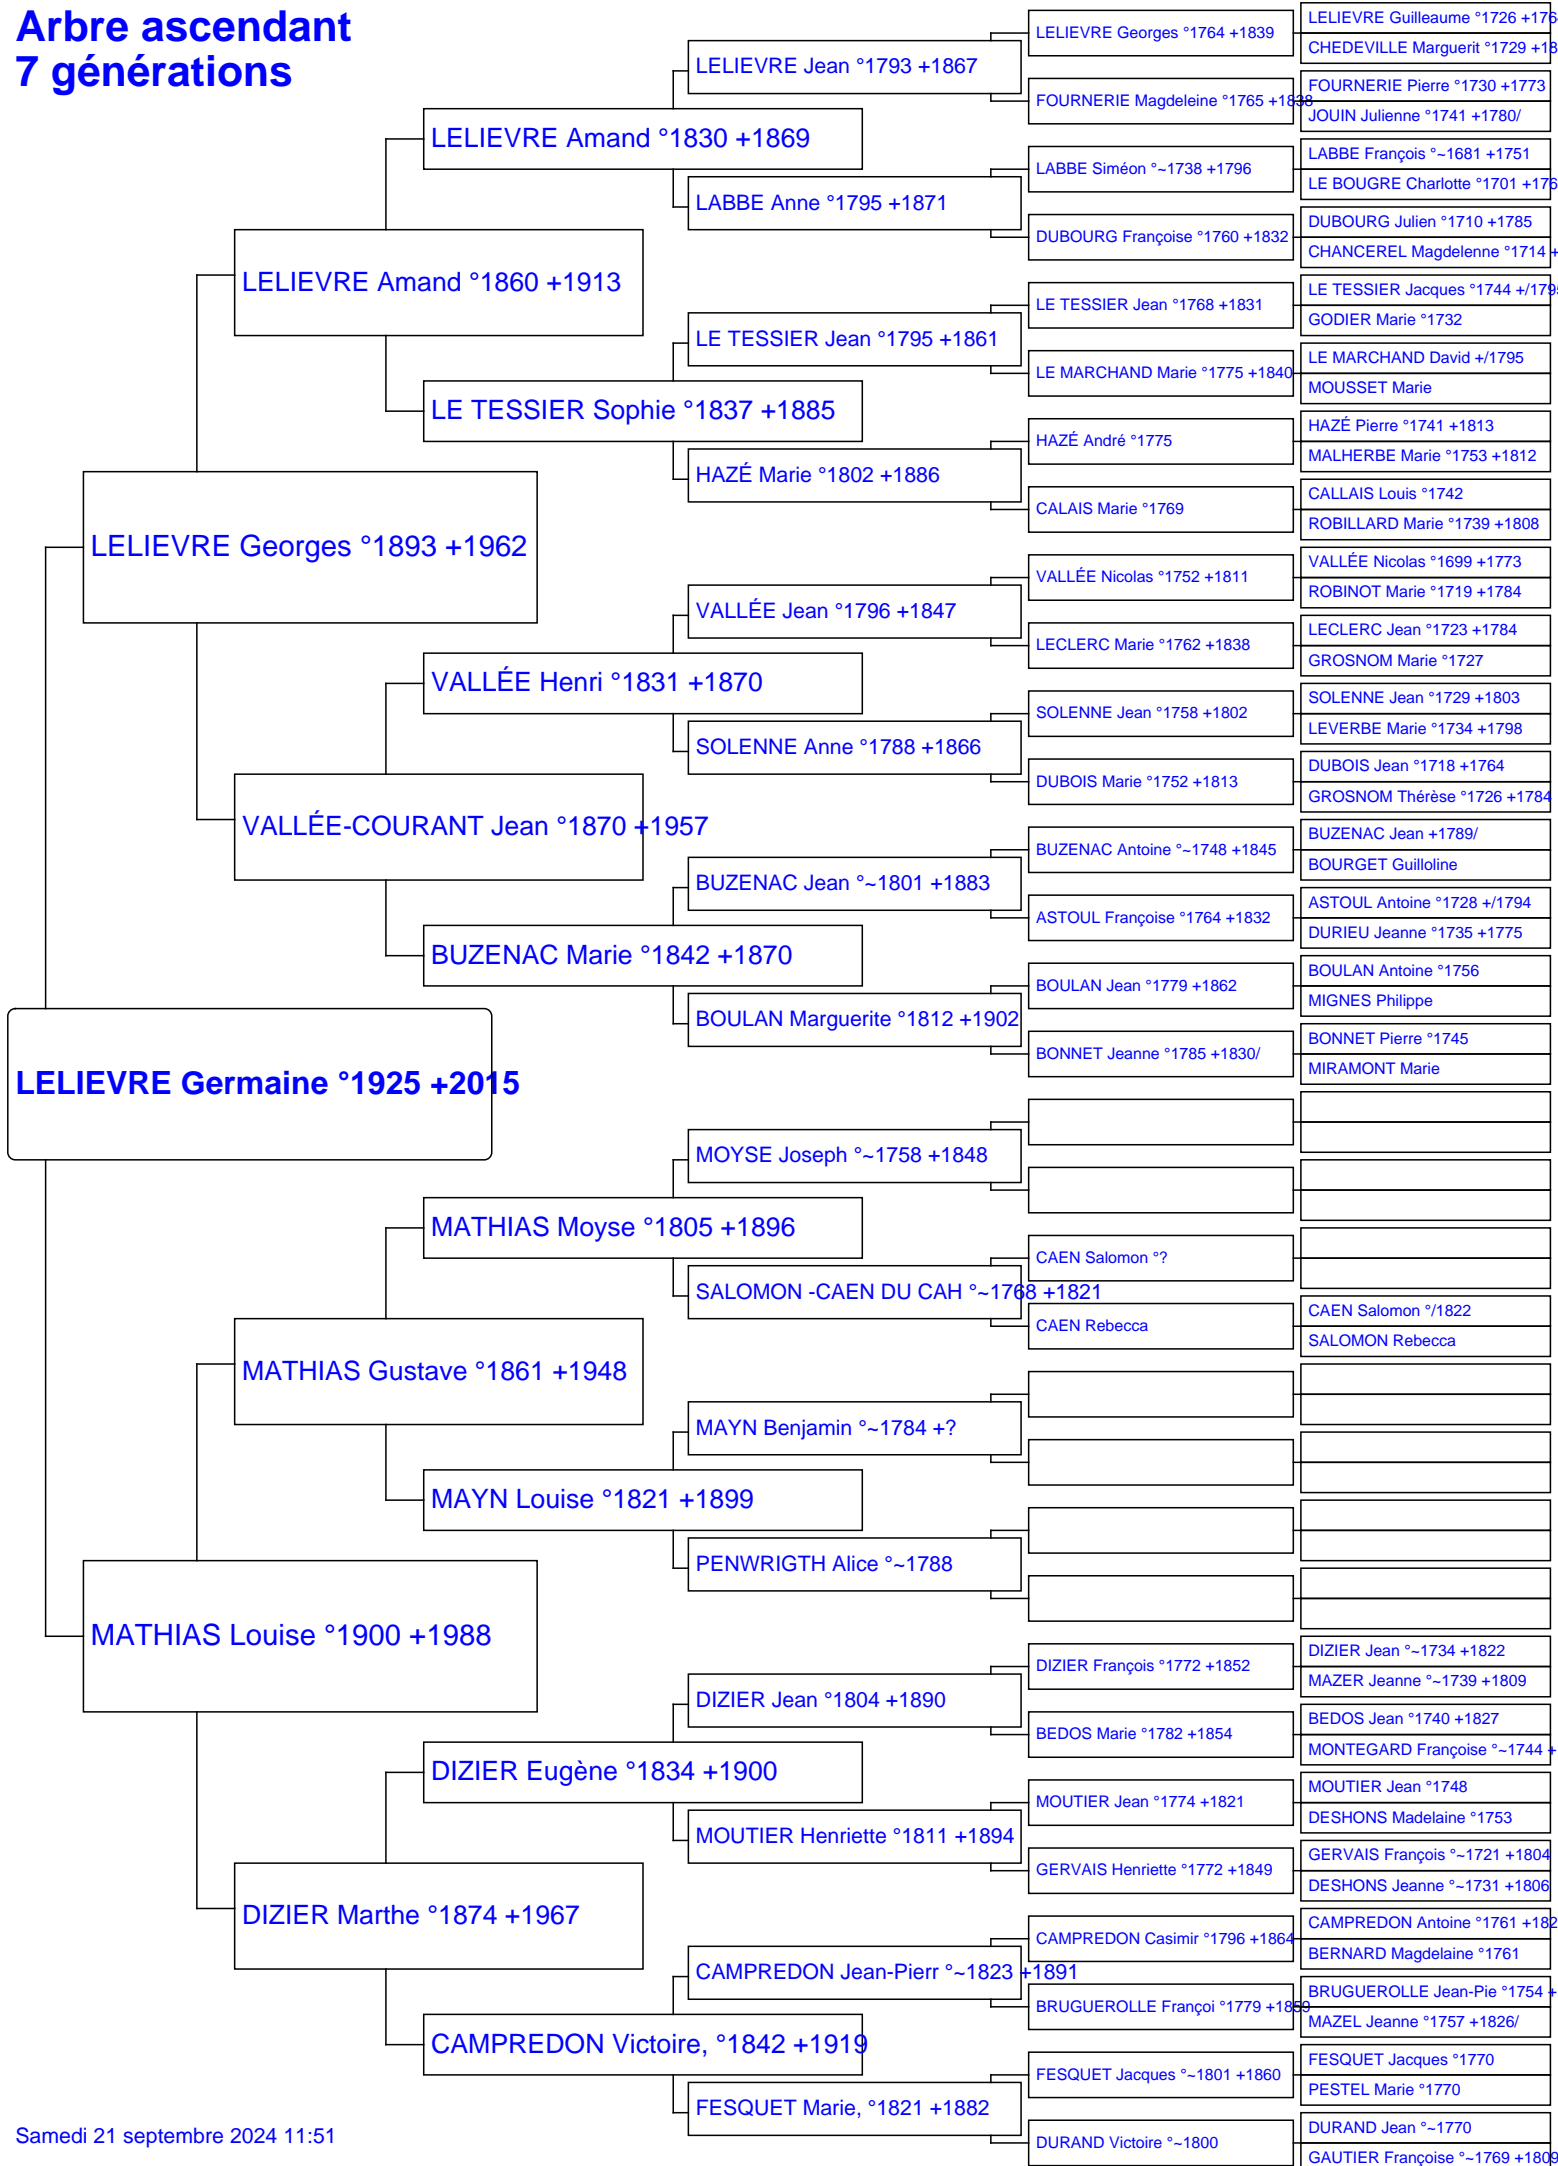 Arbre ascendant
7 générations
LELIEVRE Germaine °1925 +2015
LELIEVRE Georges °1893 +1962
MATHIAS Louise °1900 +1988
LELIEVRE Amand °1860 +1913
VALLÉE-COURANT Jean °1870 +1957
MATHIAS Gustave °1861 +1948
DIZIER Marthe °1874 +1967
LELIEVRE Amand °1830 +1869
LE TESSIER Sophie °1837 +1885
VALLÉE Henri °1831 +1870
BUZENAC Marie °1842 +1870
MATHIAS Moyse °1805 +1896
MAYN Louise °1821 +1899
DIZIER Eugène °1834 +1900
CAMPREDON Victoire, °1842 +1919
LELIEVRE Jean °1793 +1867
LABBE Anne °1795 +1871
LE TESSIER Jean °1795 +1861
HAZÉ Marie °1802 +1886
VALLÉE Jean °1796 +1847
SOLENNE Anne °1788 +1866
BUZENAC Jean °~1801 +1883
BOULAN Marguerite °1812 +1902
MOYSE Joseph °~1758 +1848
SALOMON -CAEN DU CAH °~1768 +1821
MAYN Benjamin °~1784 +?
PENWRIGTH Alice °~1788
DIZIER Jean °1804 +1890
MOUTIER Henriette °1811 +1894
CAMPREDON Jean-Pierr °~1823 +1891
FESQUET Marie, °1821 +1882
LELIEVRE Georges °1764 +1839
FOURNERIE Magdeleine °1765 +1838
LABBE Siméon °~1738 +1796
DUBOURG Françoise °1760 +1832
LE TESSIER Jean °1768 +1831
LE MARCHAND Marie °1775 +1840
HAZÉ André °1775
CALAIS Marie °1769
VALLÉE Nicolas °1752 +1811
LECLERC Marie °1762 +1838
SOLENNE Jean °1758 +1802
DUBOIS Marie °1752 +1813
BUZENAC Antoine °~1748 +1845
ASTOUL Françoise °1764 +1832
BOULAN Jean °1779 +1862
BONNET Jeanne °1785 +1830/
CAEN Salomon °?
CAEN Rebecca
DIZIER François °1772 +1852
BEDOS Marie °1782 +1854
MOUTIER Jean °1774 +1821
GERVAIS Henriette °1772 +1849
CAMPREDON Casimir °1796 +1864
BRUGUEROLLE Françoi °1779 +1859
FESQUET Jacques °~1801 +1860
DURAND Victoire °~1800
LELIEVRE Guilleaume °1726 +176
CHEDEVILLE Marguerit °1729 +18
FOURNERIE Pierre °1730 +1773
JOUIN Julienne °1741 +1780/
LABBE François °~1681 +1751
LE BOUGRE Charlotte °1701 +176
DUBOURG Julien °1710 +1785
CHANCEREL Magdelenne °1714 +
LE TESSIER Jacques °1744 +/1795
GODIER Marie °1732
LE MARCHAND David +/1795
MOUSSET Marie
HAZÉ Pierre °1741 +1813
MALHERBE Marie °1753 +1812
CALLAIS Louis °1742
ROBILLARD Marie °1739 +1808
VALLÉE Nicolas °1699 +1773
ROBINOT Marie °1719 +1784
LECLERC Jean °1723 +1784
GROSNOM Marie °1727
SOLENNE Jean °1729 +1803
LEVERBE Marie °1734 +1798
DUBOIS Jean °1718 +1764
GROSNOM Thérèse °1726 +1784
BUZENAC Jean +1789/
BOURGET Guilloline
ASTOUL Antoine °1728 +/1794
DURIEU Jeanne °1735 +1775
BOULAN Antoine °1756
MIGNES Philippe
BONNET Pierre °1745
MIRAMONT Marie
CAEN Salomon °/1822
SALOMON Rebecca
DIZIER Jean °~1734 +1822
MAZER Jeanne °~1739 +1809
BEDOS Jean °1740 +1827
MONTEGARD Françoise °~1744 +
MOUTIER Jean °1748
DESHONS Madelaine °1753
GERVAIS François °~1721 +1804
DESHONS Jeanne °~1731 +1806
CAMPREDON Antoine °1761 +182
BERNARD Magdelaine °1761
BRUGUEROLLE Jean-Pie °1754 +
MAZEL Jeanne °1757 +1826/
FESQUET Jacques °1770
PESTEL Marie °1770
DURAND Jean °~1770
GAUTIER Françoise °~1769 +1809
Samedi 21 septembre 2024 11:51